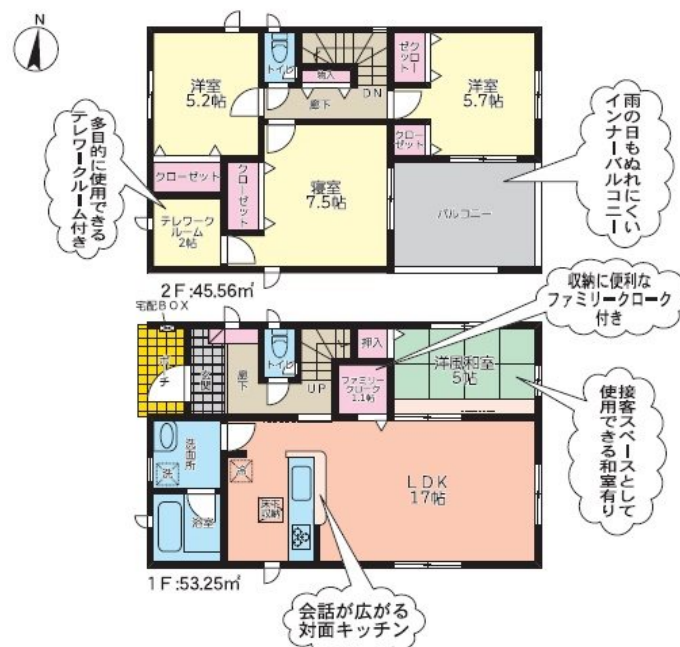 N
洋室
5.2帖
トイレ
物入
廊下
DN
クロー
ゼット
洋室
5.7帖
クロー
ゼット
クローゼット
クローゼット
寝室
7.5帖
テレワーク
ルーム
2帖
バルコニー
多目的に使用できる
テレワークルーム付き
雨の日もぬれにくい
インナーバルコニー
2F:45.56㎡
宅配BOX
収納に便利な
ファミリークローク
付き
ポーチ
玄関
廊下
トイレ
UP
押入
ファミリー
クローク
1.1帖
洋風和室
5帖
接客スペースとして
使用できる和室有り
洗面所
洗
浴室
冷
床下
収納
LDK
17帖
1F:53.25㎡
会話が広がる
対面キッチン